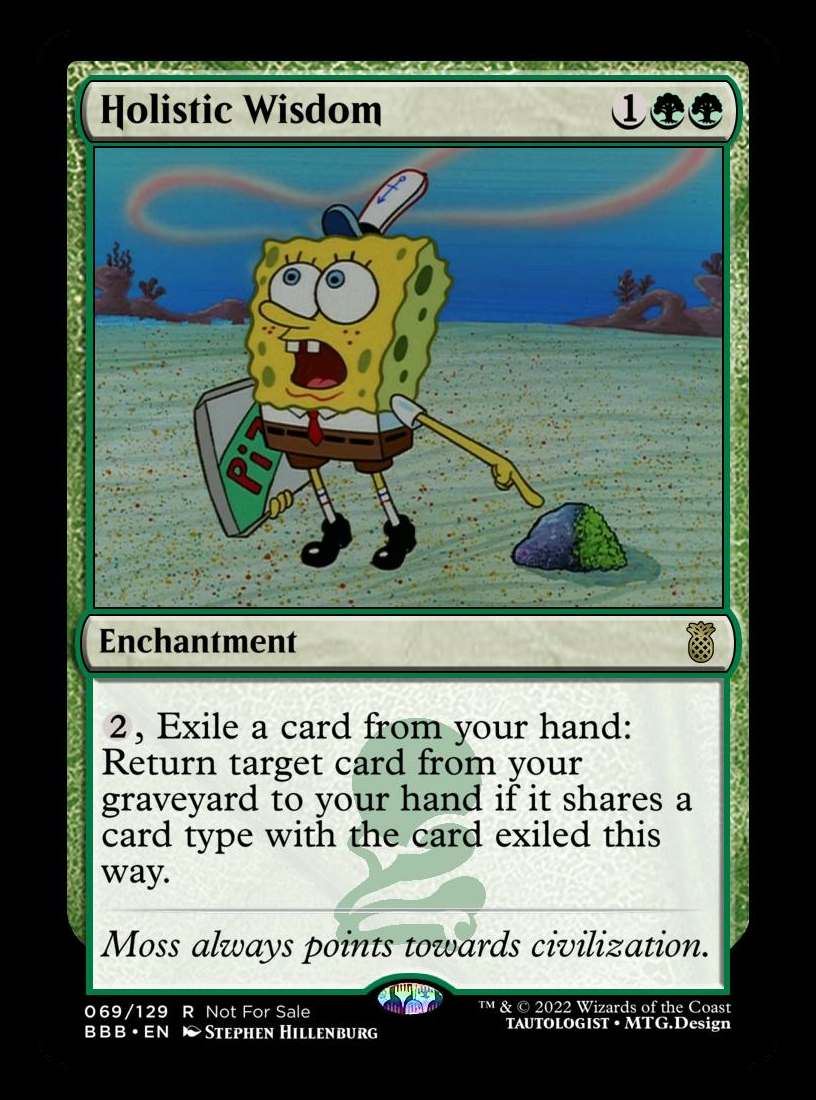 Holistic Wisdom 1
Pi
Enchantment
2, Exile a card from your hand:
Return target card from your
graveyard to your hand if it shares a
card type with the card exiled this
way.
Moss always points towards civilization.
069/129 R Not For Sale
BBB • EN STEPHEN HILLENBURG
™ & © 2022 Wizards of the Coast
TAUTOLOGIST • MTG.Design